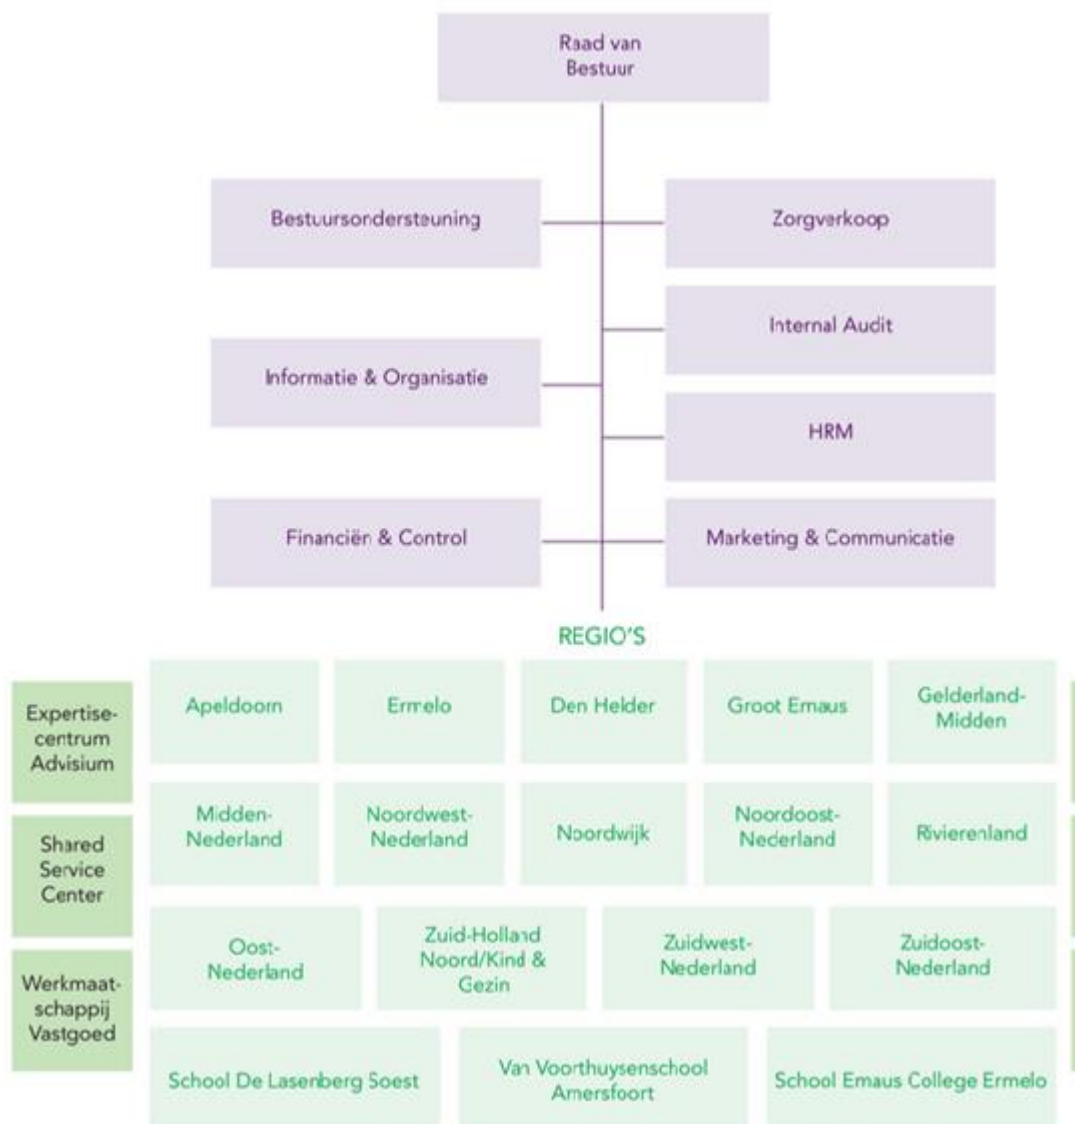 Raad van
Bestuur
Bestuursondersteuning
Zorgverkoop
Internal Audit
Informatie & Organisatie
HRM
Financiën & Control
Marketing & Communicatie
REGIO'S
Expertise-
centrum
Advisium
Shared
Service
Center
Werkmaat-
schappij
Vastgoed
Apeldoorn
Ermelo
Den Helder
Groot Emaus
Gelderland-
Midden
Midden-
Nederland
Noordwest-
Nederland
Noordwijk
Noordoost-
Nederland
Rivierenland
Oost-
Nederland
Zuid-Holland
Noord/Kind &
Gezin
Zuidwest-
Nederland
Zuidoost-
Nederland
School De Lasenberg Soest
Van Voorthuysenschool
Amersfoort
School Emaus College Ermelo